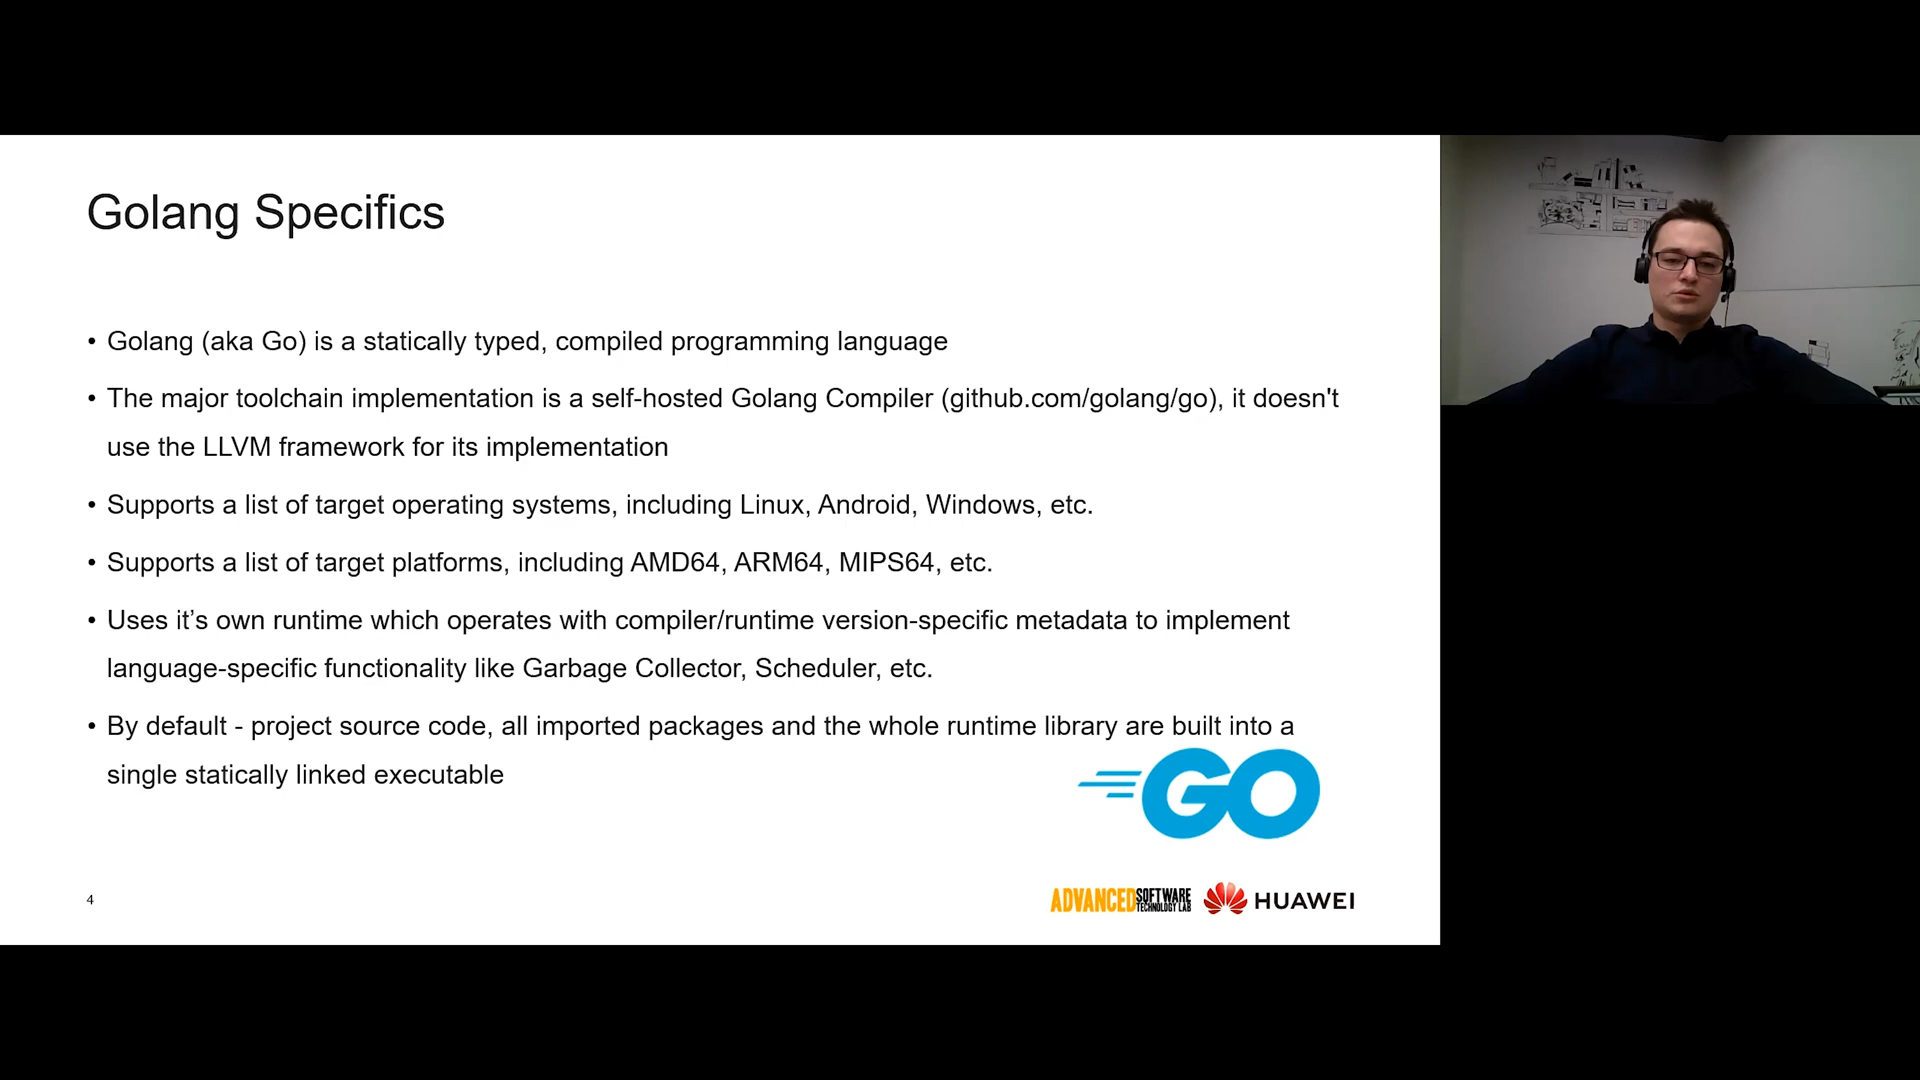 Golang Specifics
• Golang (aka Go) is a statically typed, compiled programming language
• The major toolchain implementation is a self-hosted Golang Compiler (github.com/golang/go), it doesn't
use the LLVM framework for its implementation
• Supports a list of target operating systems, including Linux, Android, Windows, etc.
• Supports a list of target platforms, including AMD64, ARM64, MIPS64, etc.
• Uses it’s own runtime which operates with compiler/runtime version-specific metadata to implement
language-specific functionality like Garbage Collector, Scheduler, etc.
• By default - project source code, all imported packages and the whole runtime library are built into a
single statically linked executable
GO
4
ADVANCED SOFTWARE TECHNOLOGY LAB
HUAWEI